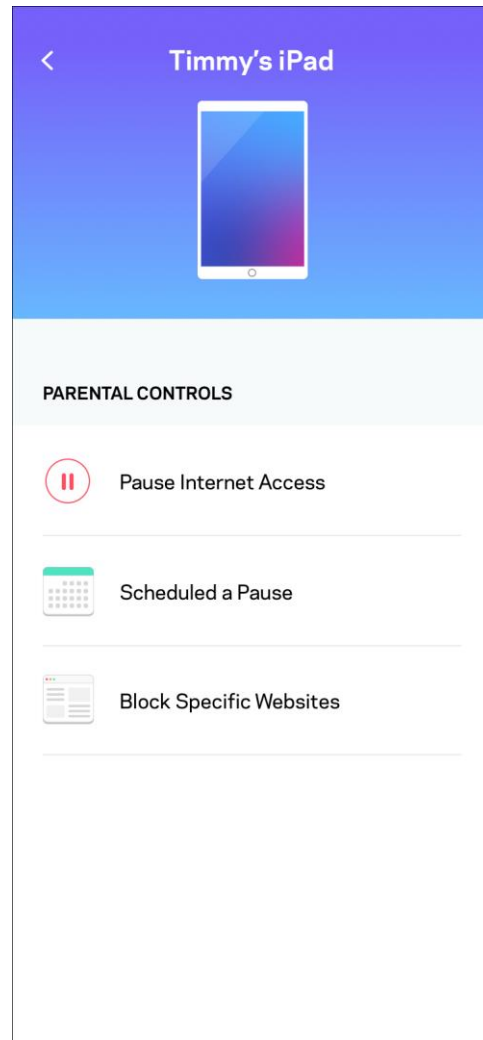 Timmy's iPad
PARENTAL CONTROLS
Pause Internet Access
Scheduled a Pause
Block Specific Websites